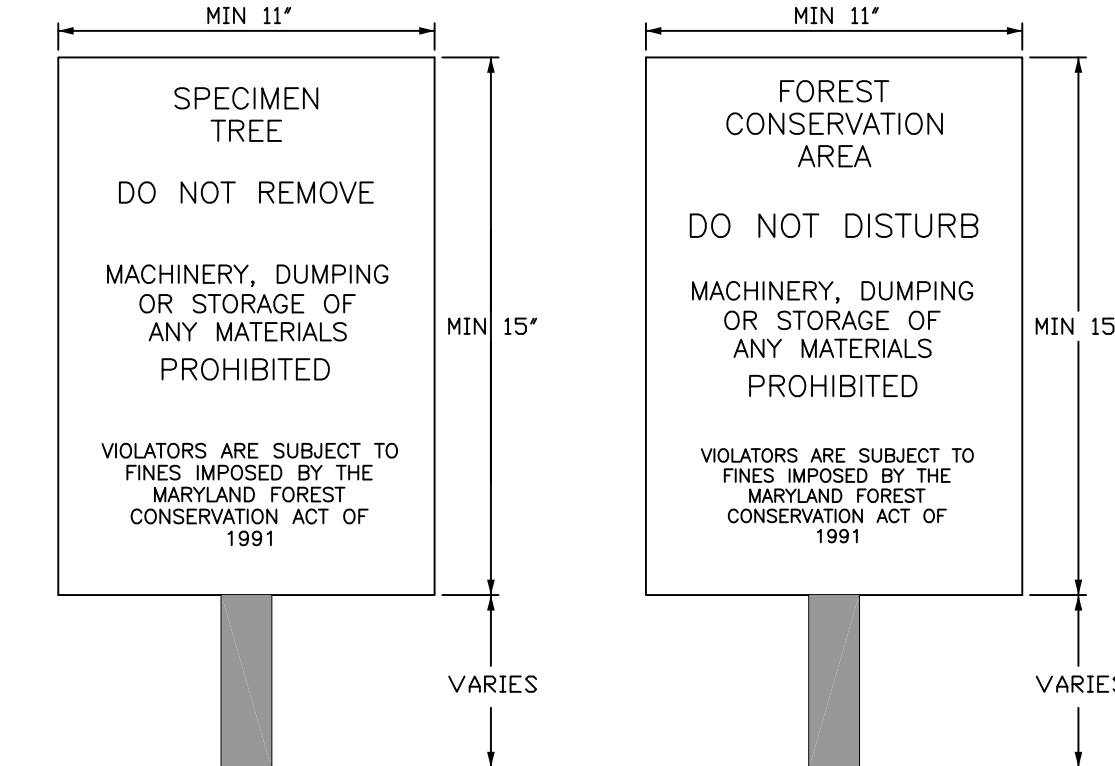 MIN 11"
SPECIMEN
TREE
DO NOT REMOVE
MACHINERY, DUMPING
OR STORAGE OF
ANY MATERIALS
PROHIBITED
VIOLATORS ARE SUBJECT TO
FINES IMPOSED BY THE
MARYLAND FOREST
CONSERVATION ACT OF
1991
MIN 15"
VARIES
MIN 11"
FOREST
CONSERVATION
AREA
DO NOT DISTURB
MACHINERY, DUMPING
OR STORAGE OF
ANY MATERIALS
PROHIBITED
VIOLATORS ARE SUBJECT TO
FINES IMPOSED BY THE
MARYLAND FOREST
CONSERVATION ACT OF
1991
MIN 15
VARIES